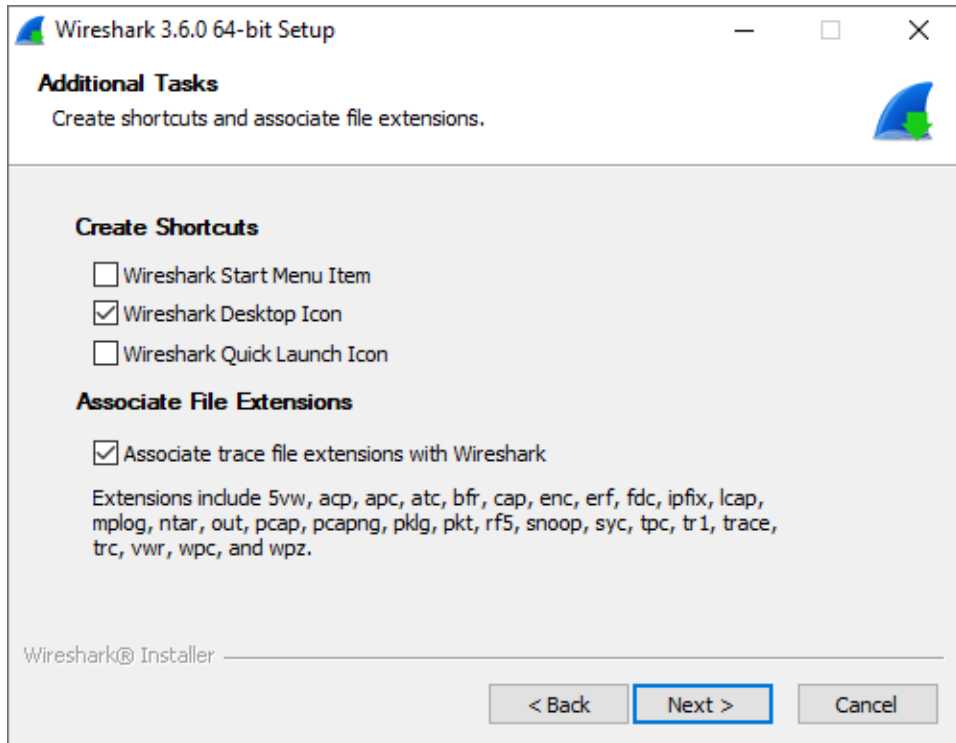 Wireshark 3.6.0 64-bit Setup
Additional Tasks
Create shortcuts and associate file extensions.
Create Shortcuts
Wireshark Start Menu Item
Wireshark Desktop Icon
Wireshark Quick Launch Icon
Associate File Extensions
Associate trace file extensions with Wireshark
Extensions include 5vw, acp, apc, atc, bfr, cap, enc, erf, fdc, ipfix, lcap,
mplog, ntar, out, pcap, pcapng, pklg, pkt, rf5, snoop, syc, tpc, tr1, trace,
trc, vwr, wpc, and wpz.
Wireshark® Installer
< Back Next > Cancel